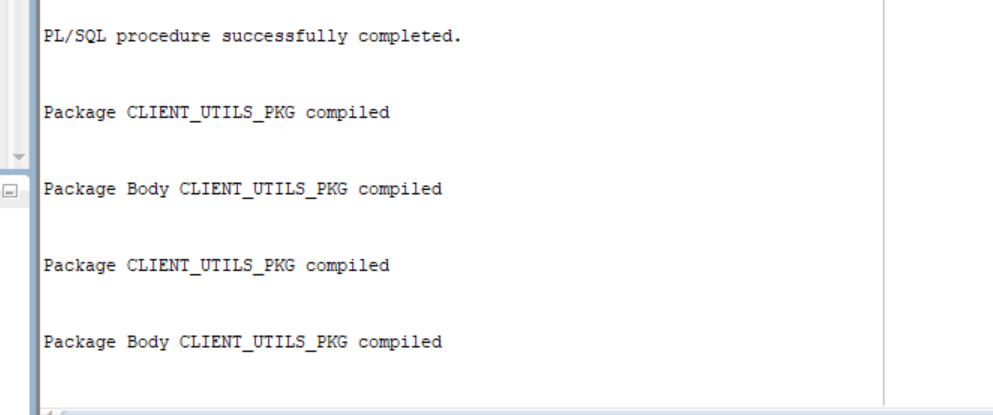 PL/SQL procedure successfully completed.
Package CLIENT_UTILS_PKG compiled
Package Body CLIENT_UTILS_PKG compiled
Package CLIENT_UTILS_PKG compiled
Package Body CLIENT_UTILS_PKG compiled